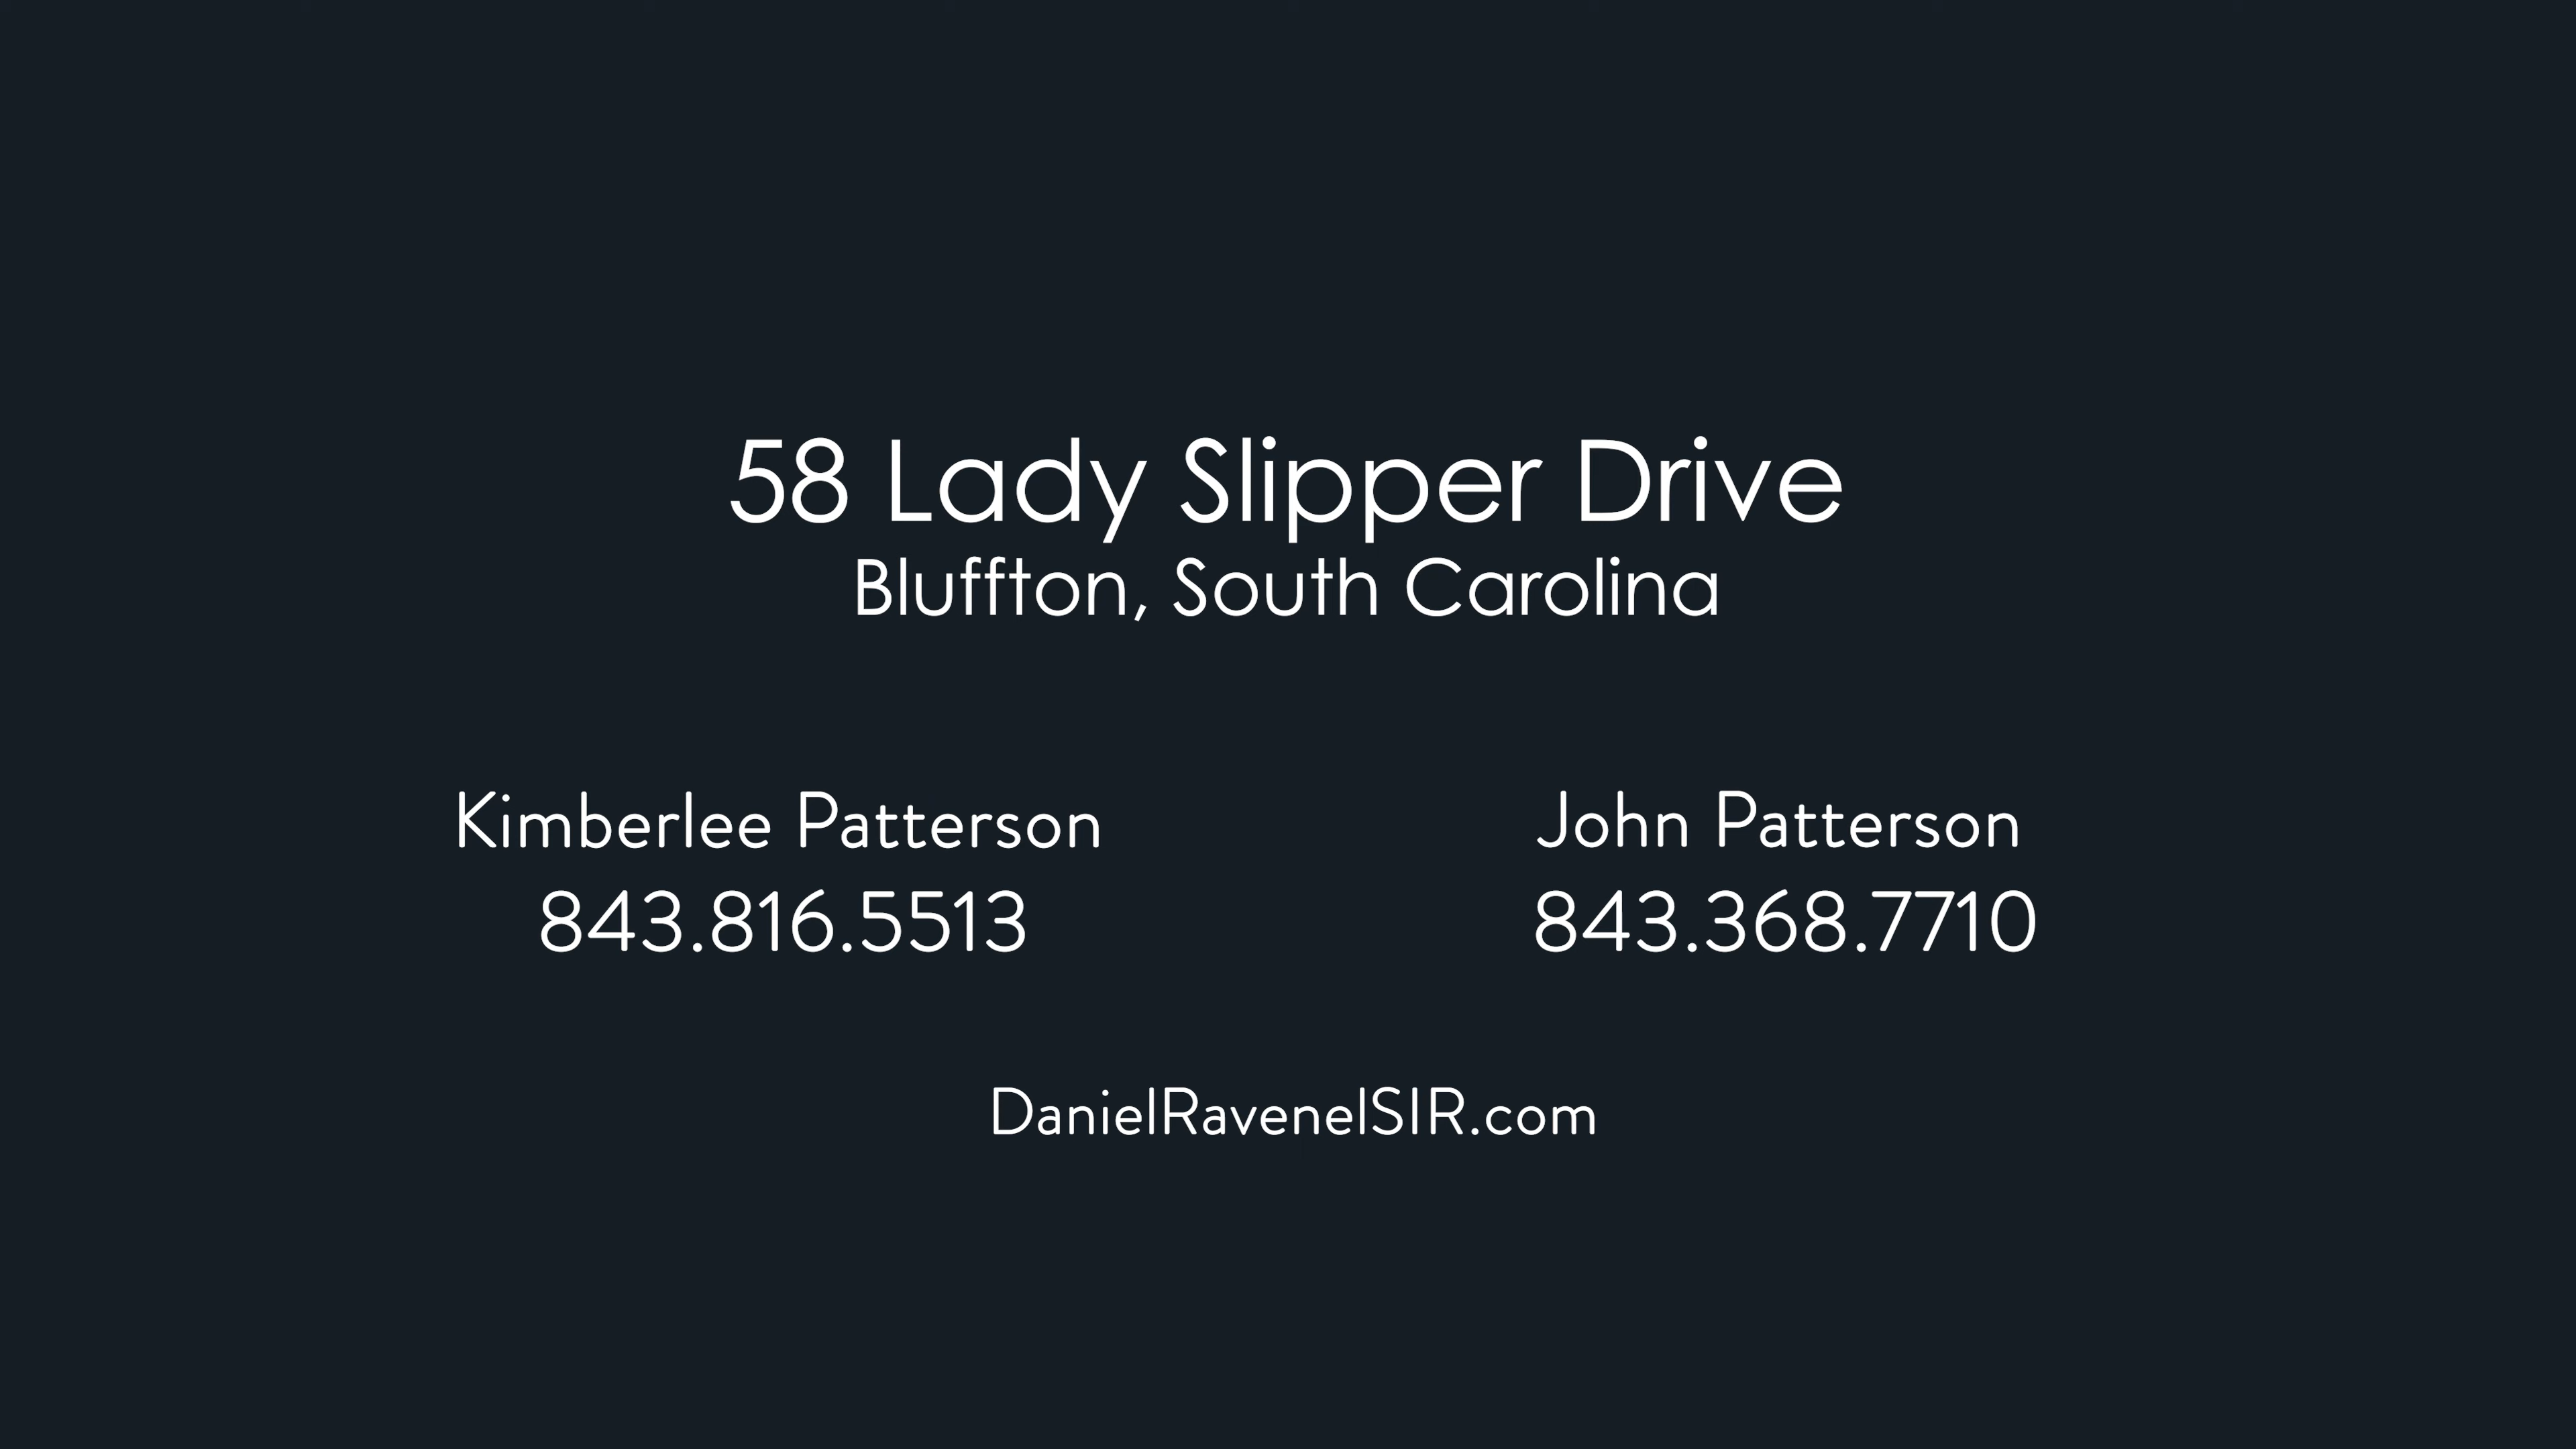 58 Lady Slipper Drive
Bluffton, South Carolina
Kimberlee Patterson
843.816.5513
John Patterson
843.368.7710
DanielRavenelSIR.com